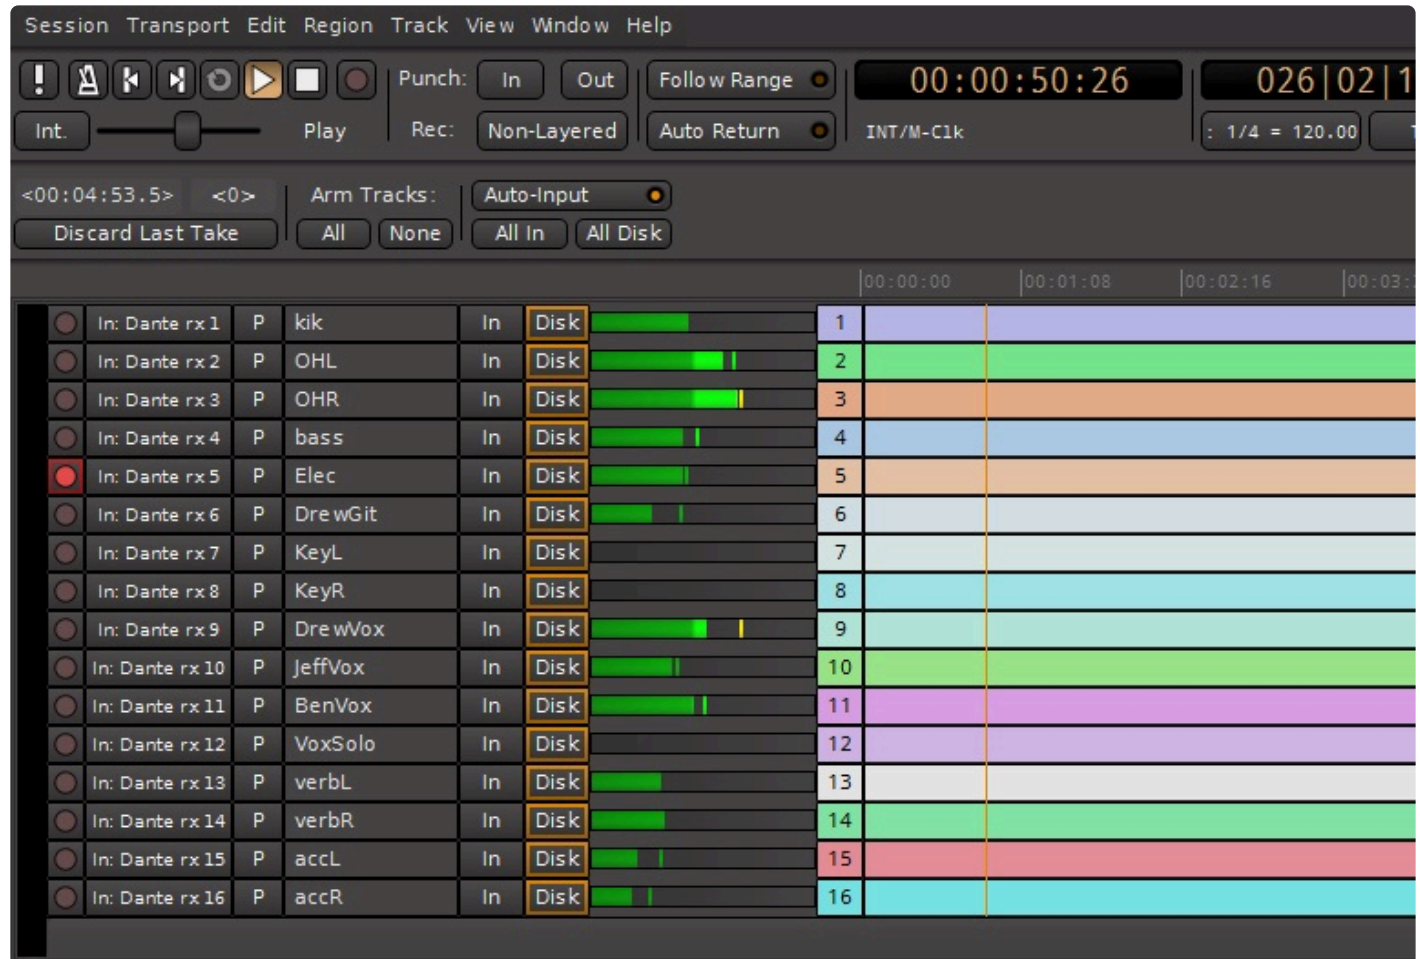 Session Transport Edit Region Track View Window Help
Punch: In Out Follow Range 00:00:50:26 026|02|1
Int. Play Rec: Non-Layered Auto Return INT/M-Clk : 1/4 = 120.00
<00:04:53.5> <0> Arm Tracks: Auto-Input
Discard Last Take All None All In All Disk
00:00:00 00:01:08 00:02:16 00:03:
In: Dante rx 1 P kik In Disk 1
In: Dante rx 2 P OHL In Disk 2
In: Dante rx 3 P OHR In Disk 3
In: Dante rx 4 P bass In Disk 4
In: Dante rx 5 P Elec In Disk 5
In: Dante rx 6 P DrewGit In Disk 6
In: Dante rx 7 P KeyL In Disk 7
In: Dante rx 8 P KeyR In Disk 8
In: Dante rx 9 P DrewVox In Disk 9
In: Dante rx 10 P JeffVox In Disk 10
In: Dante rx 11 P BenVox In Disk 11
In: Dante rx 12 P VoxSolo In Disk 12
In: Dante rx 13 P verbL In Disk 13
In: Dante rx 14 P verbR In Disk 14
In: Dante rx 15 P accL In Disk 15
In: Dante rx 16 P accR In Disk 16